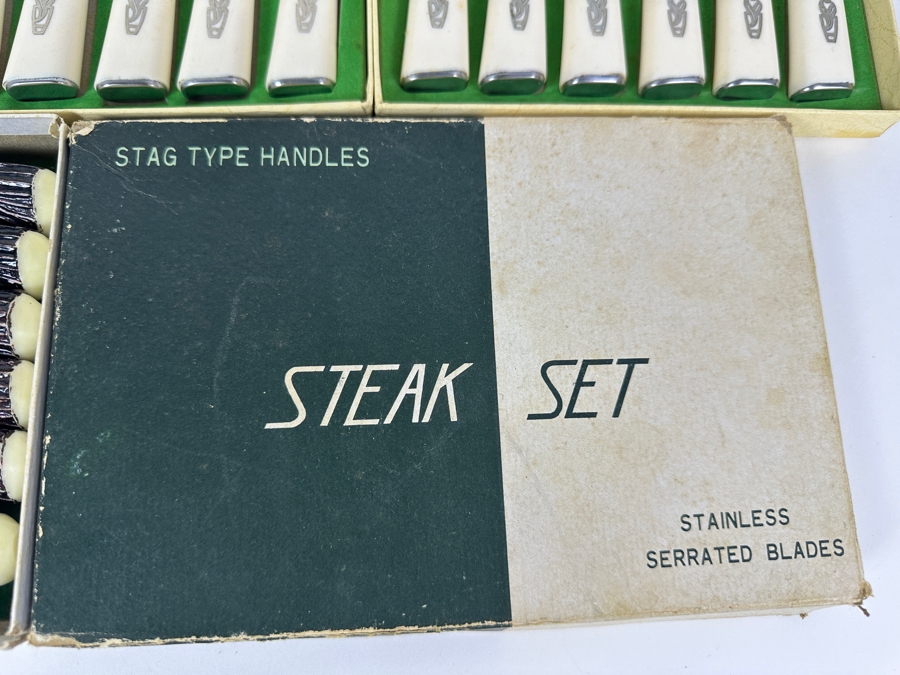 STAG TYPE HANDLES
STEAK SET
STAINLESS
SERRATED BLADES